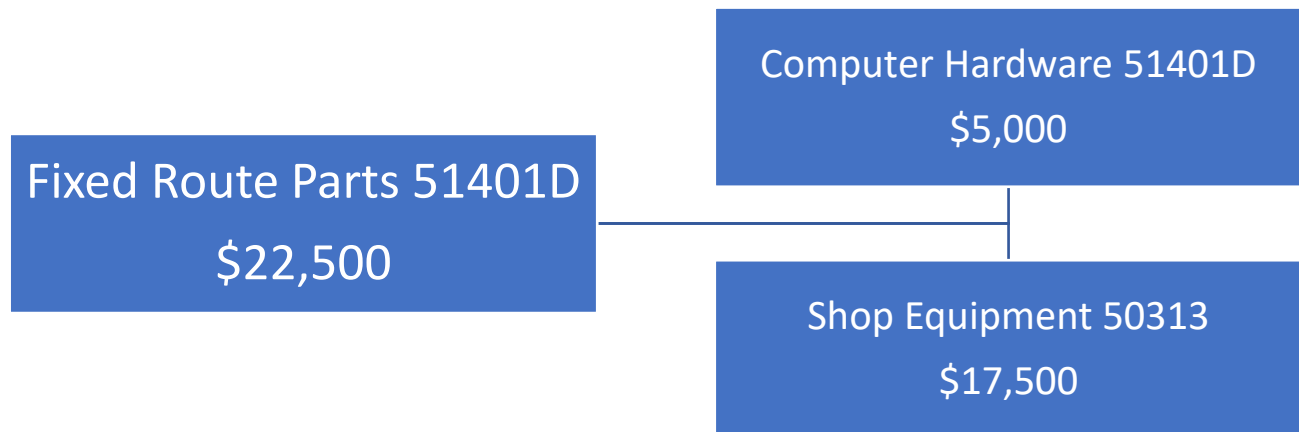 Fixed Route Parts 51401D
$22,500
Computer Hardware 51401D
$5,000
Shop Equipment 50313
$17,500